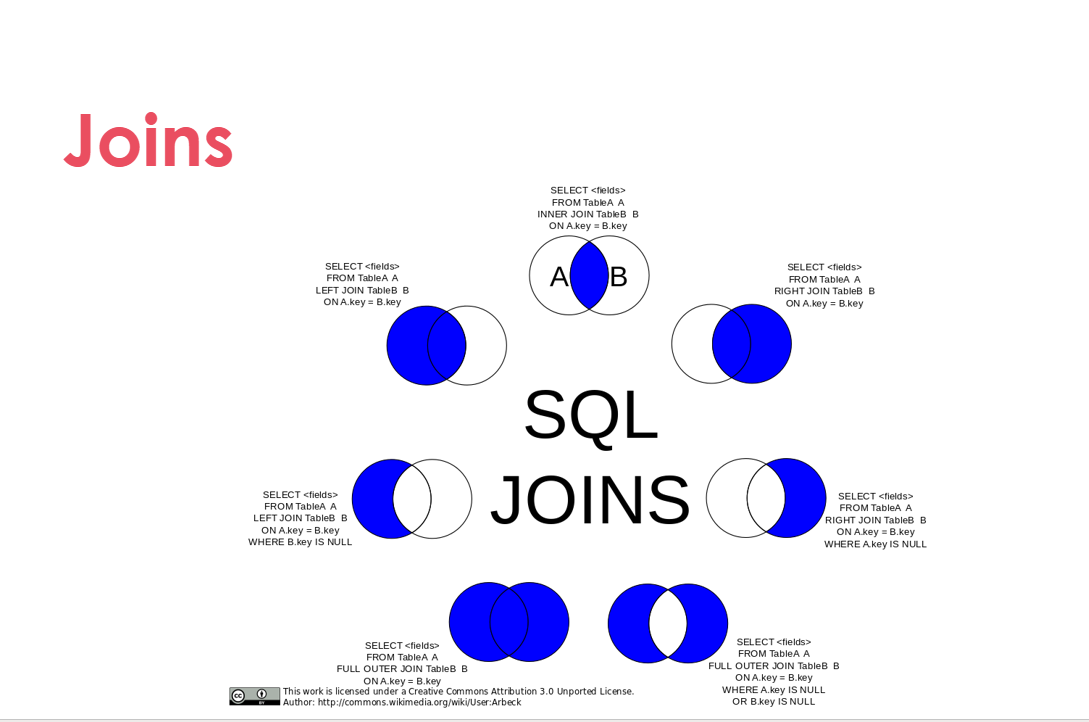 Joins
SELECT <fields>
FROM TableA A
INNER JOIN TableB B
ON A.key = B.key
A B
SELECT <fields>
FROM TableA A
LEFT JOIN TableB B
ON A.key = B.key
SELECT <fields>
FROM TableA A
RIGHT JOIN TableB B
ON A.key = B.key
SQL
JOINS
SELECT <fields>
FROM TableA A
LEFT JOIN TableB B
ON A.key = B.key
WHERE B.key IS NULL
SELECT <fields>
FROM TableA A
RIGHT JOIN TableB B
ON A.key = B.key
WHERE A.key IS NULL
SELECT <fields>
FROM TableA A
FULL OUTER JOIN TableB B
ON A.key = B.key
SELECT <fields>
FROM TableA A
FULL OUTER JOIN TableB B
ON A.key = B.key
WHERE A.key IS NULL
OR B.key IS NULL
cc
BY
This work is licensed under a Creative Commons Attribution 3.0 Unported License.
Author: http://commons.wikimedia.org/wiki/User:Arbeck